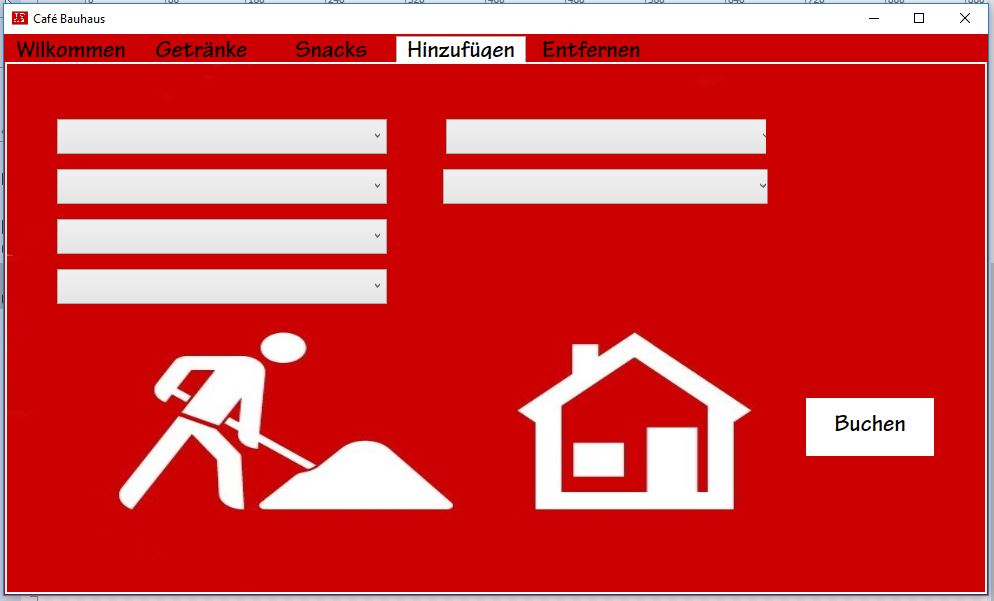 Café Bauhaus
Wilkommen Getränke Snacks Hinzufügen Entfernen
Buchen